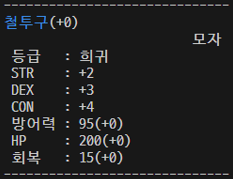 철투구(+0)
모자
등급 : 희귀
STR : +2
DEX : +3
CON : +4
방어력 : 95(+0)
HP : 200(+0)
회복 : 15(+0)